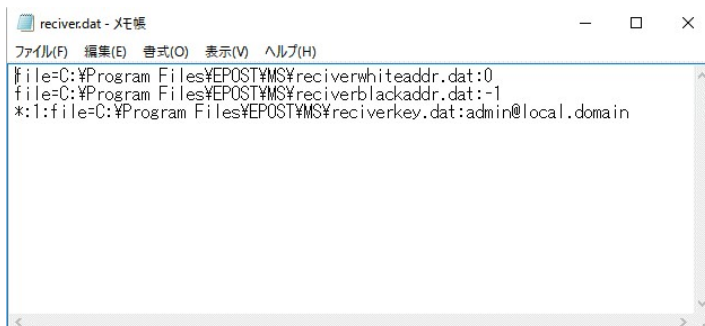 reciver.dat - メモ帳
ファイル(F) 編集(E) 書式(O) 表示(V) ヘルプ(H)
file=C:¥Program Files¥EPOST¥MS¥reciverwhiteaddr.dat:0
file=C:¥Program Files¥EPOST¥MS¥reciverblackaddr.dat:-1
*:1:file=C:¥Program Files¥EPOST¥MS¥reciverkey.dat:admin@local.domain